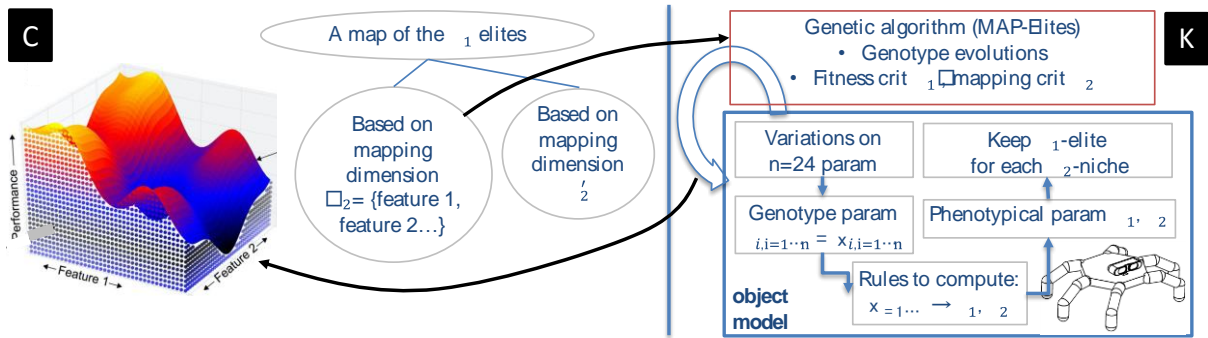 C
A map of the ₁ elites
Based on
mapping
dimension
□₂= {feature 1,
feature 2…}
Based on
mapping
dimension
′₂
Performance
Feature 1
Feature 2
K
Genetic algorithm (MAP-Elites)
• Genotype evolutions
• Fitness crit ₁,□mapping crit ₂
Variations on
n=24 param
Genotype param
i,i=1..n = xi,i=1..n
Rules to compute:
x =1... → ₁, ₂
Phenotypical param ₁, ₂
Keep ₁-elite
for each ₂-niche
object
model